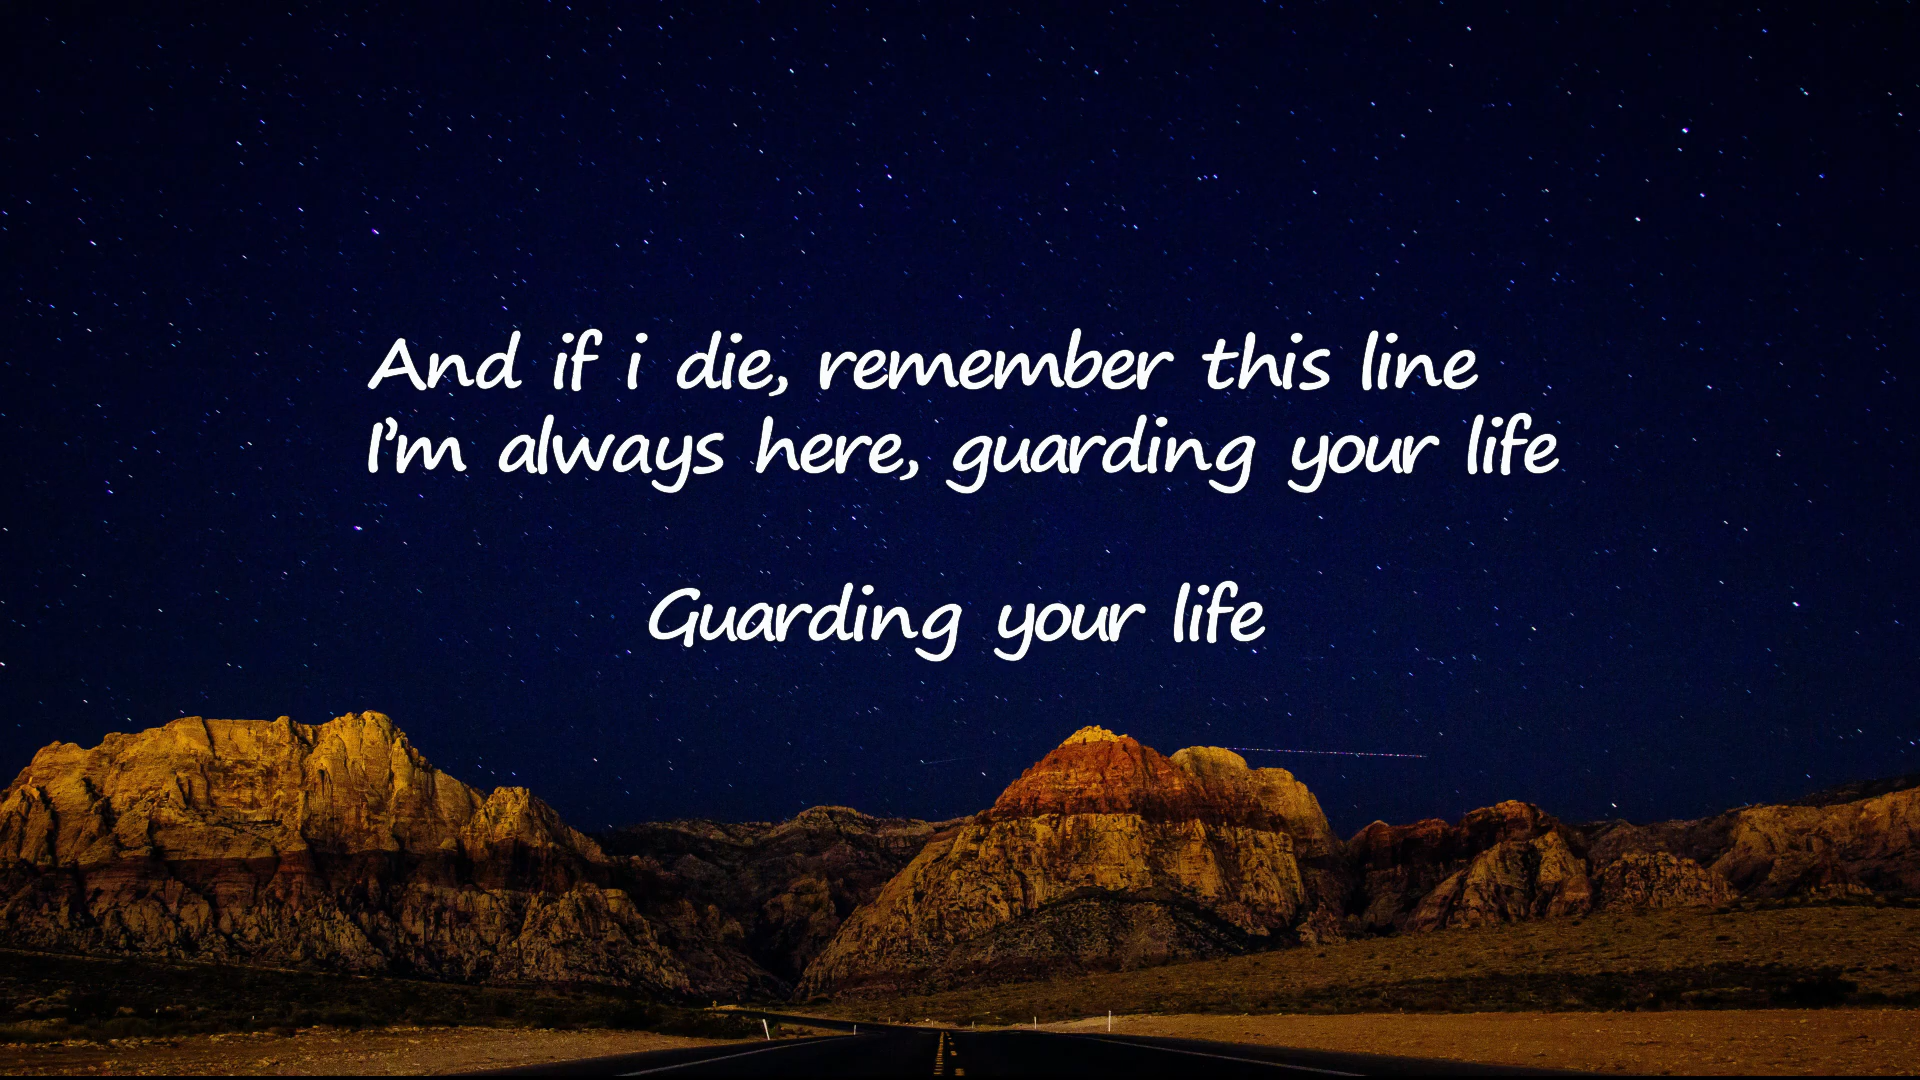 And if i die, remember this line
I'm always here, guarding your life
Guarding your life